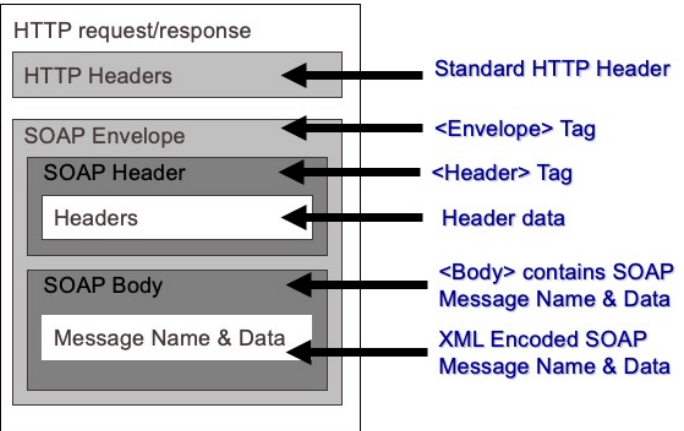 HTTP request/response
HTTP Headers
Standard HTTP Header
SOAP Envelope
<Envelope> Tag
SOAP Header
<Header> Tag
Headers
Header data
SOAP Body
<Body> contains SOAP
Message Name & Data
Message Name & Data
XML Encoded SOAP
Message Name & Data